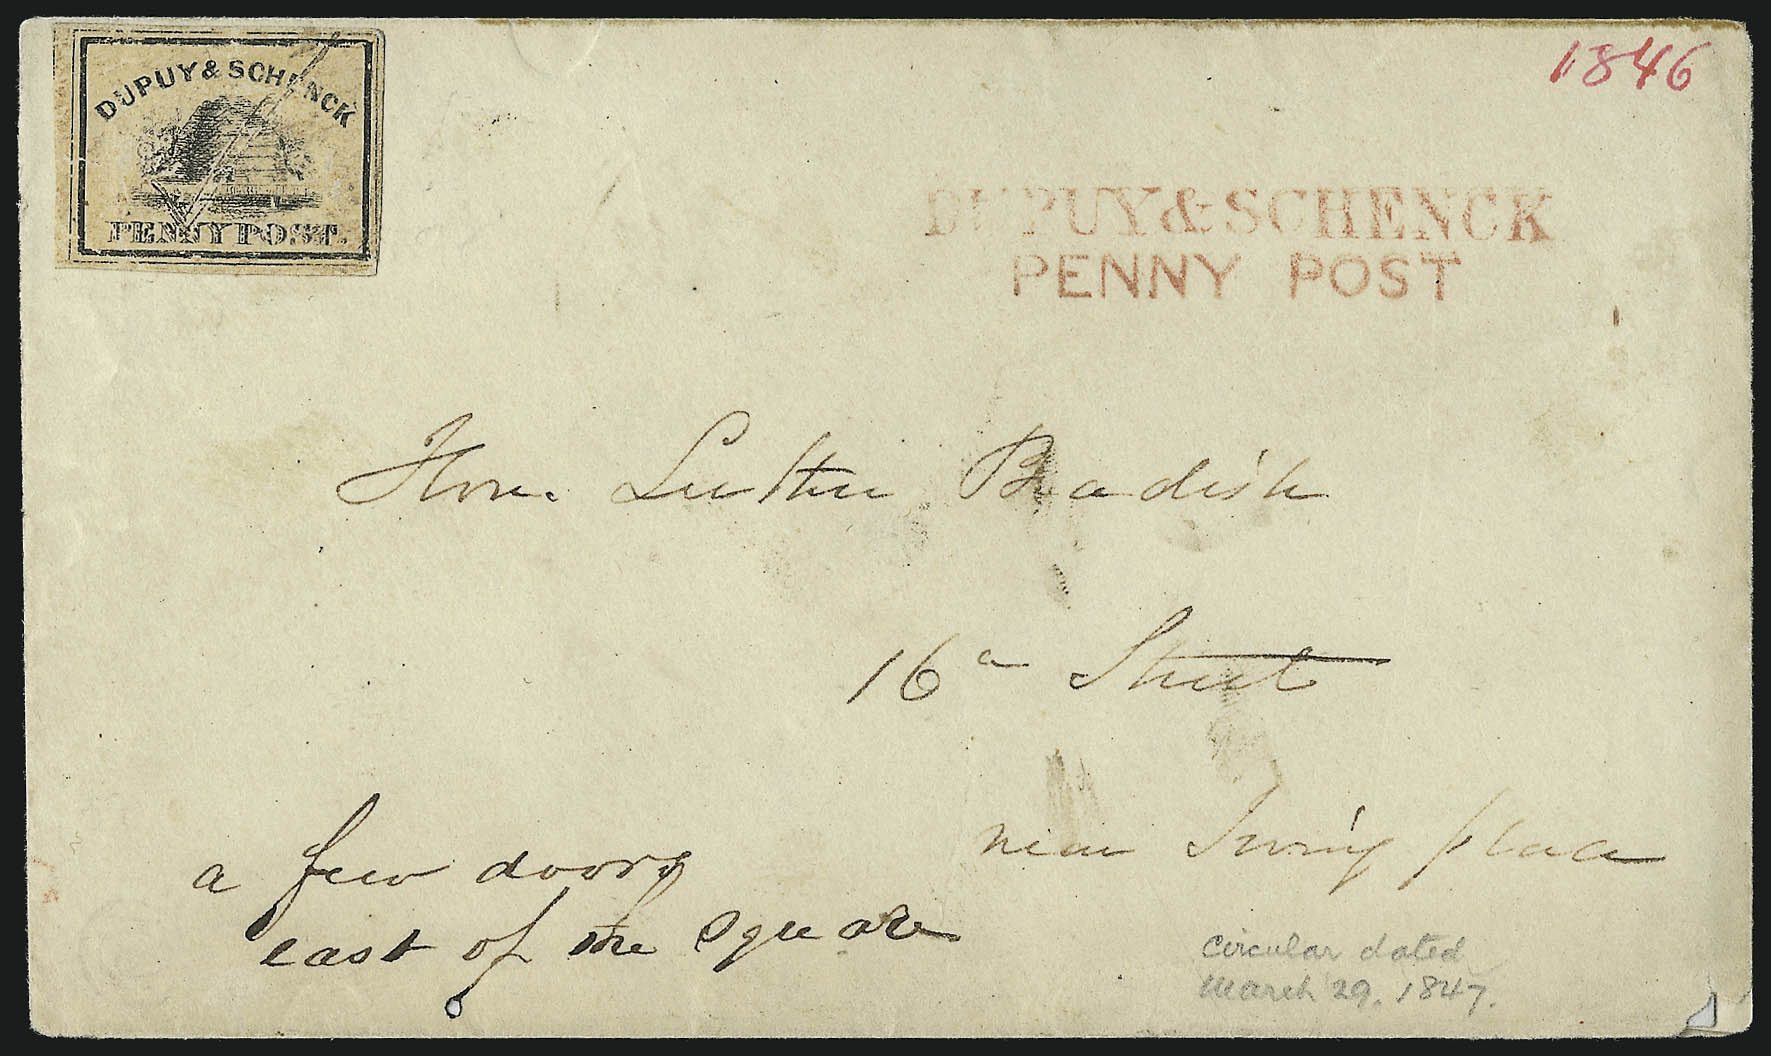 DUPUY & SCHENCK
PENNY POST.
1846
DUPUY & SCHENCK
PENNY POST
Hon. Luther Bradish
16th Street
near Irving place
a few doors
east of the square
circular dated
March 29. 1847.